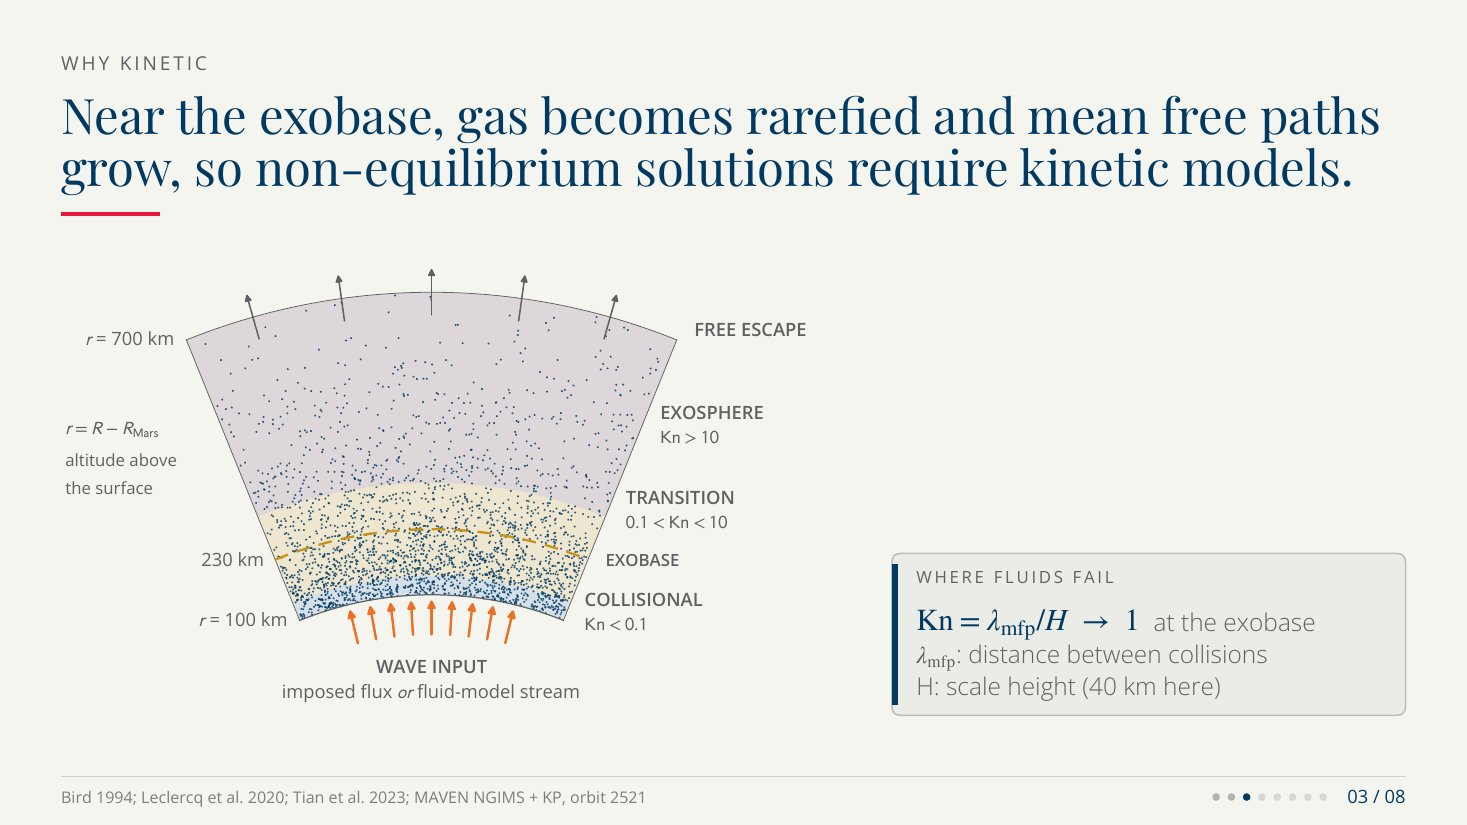 WHY KINETIC
Near the exobase, gas becomes rarefied and mean free paths
grow, so non-equilibrium solutions require kinetic models.
r = 700 km
FREE ESCAPE
EXOSPHERE
Kn > 10
r = R − R_Mars
altitude above
the surface
TRANSITION
0.1 < Kn < 10
230 km
EXOBASE
COLLISIONAL
Kn < 0.1
r = 100 km
WAVE INPUT
imposed flux or fluid-model stream
WHERE FLUIDS FAIL
Kn = λ_mfp/H → 1 at the exobase
λ_mfp: distance between collisions
H: scale height (40 km here)
Bird 1994; Leclercq et al. 2020; Tian et al. 2023; MAVEN NGIMS + KP, orbit 2521
03 / 08